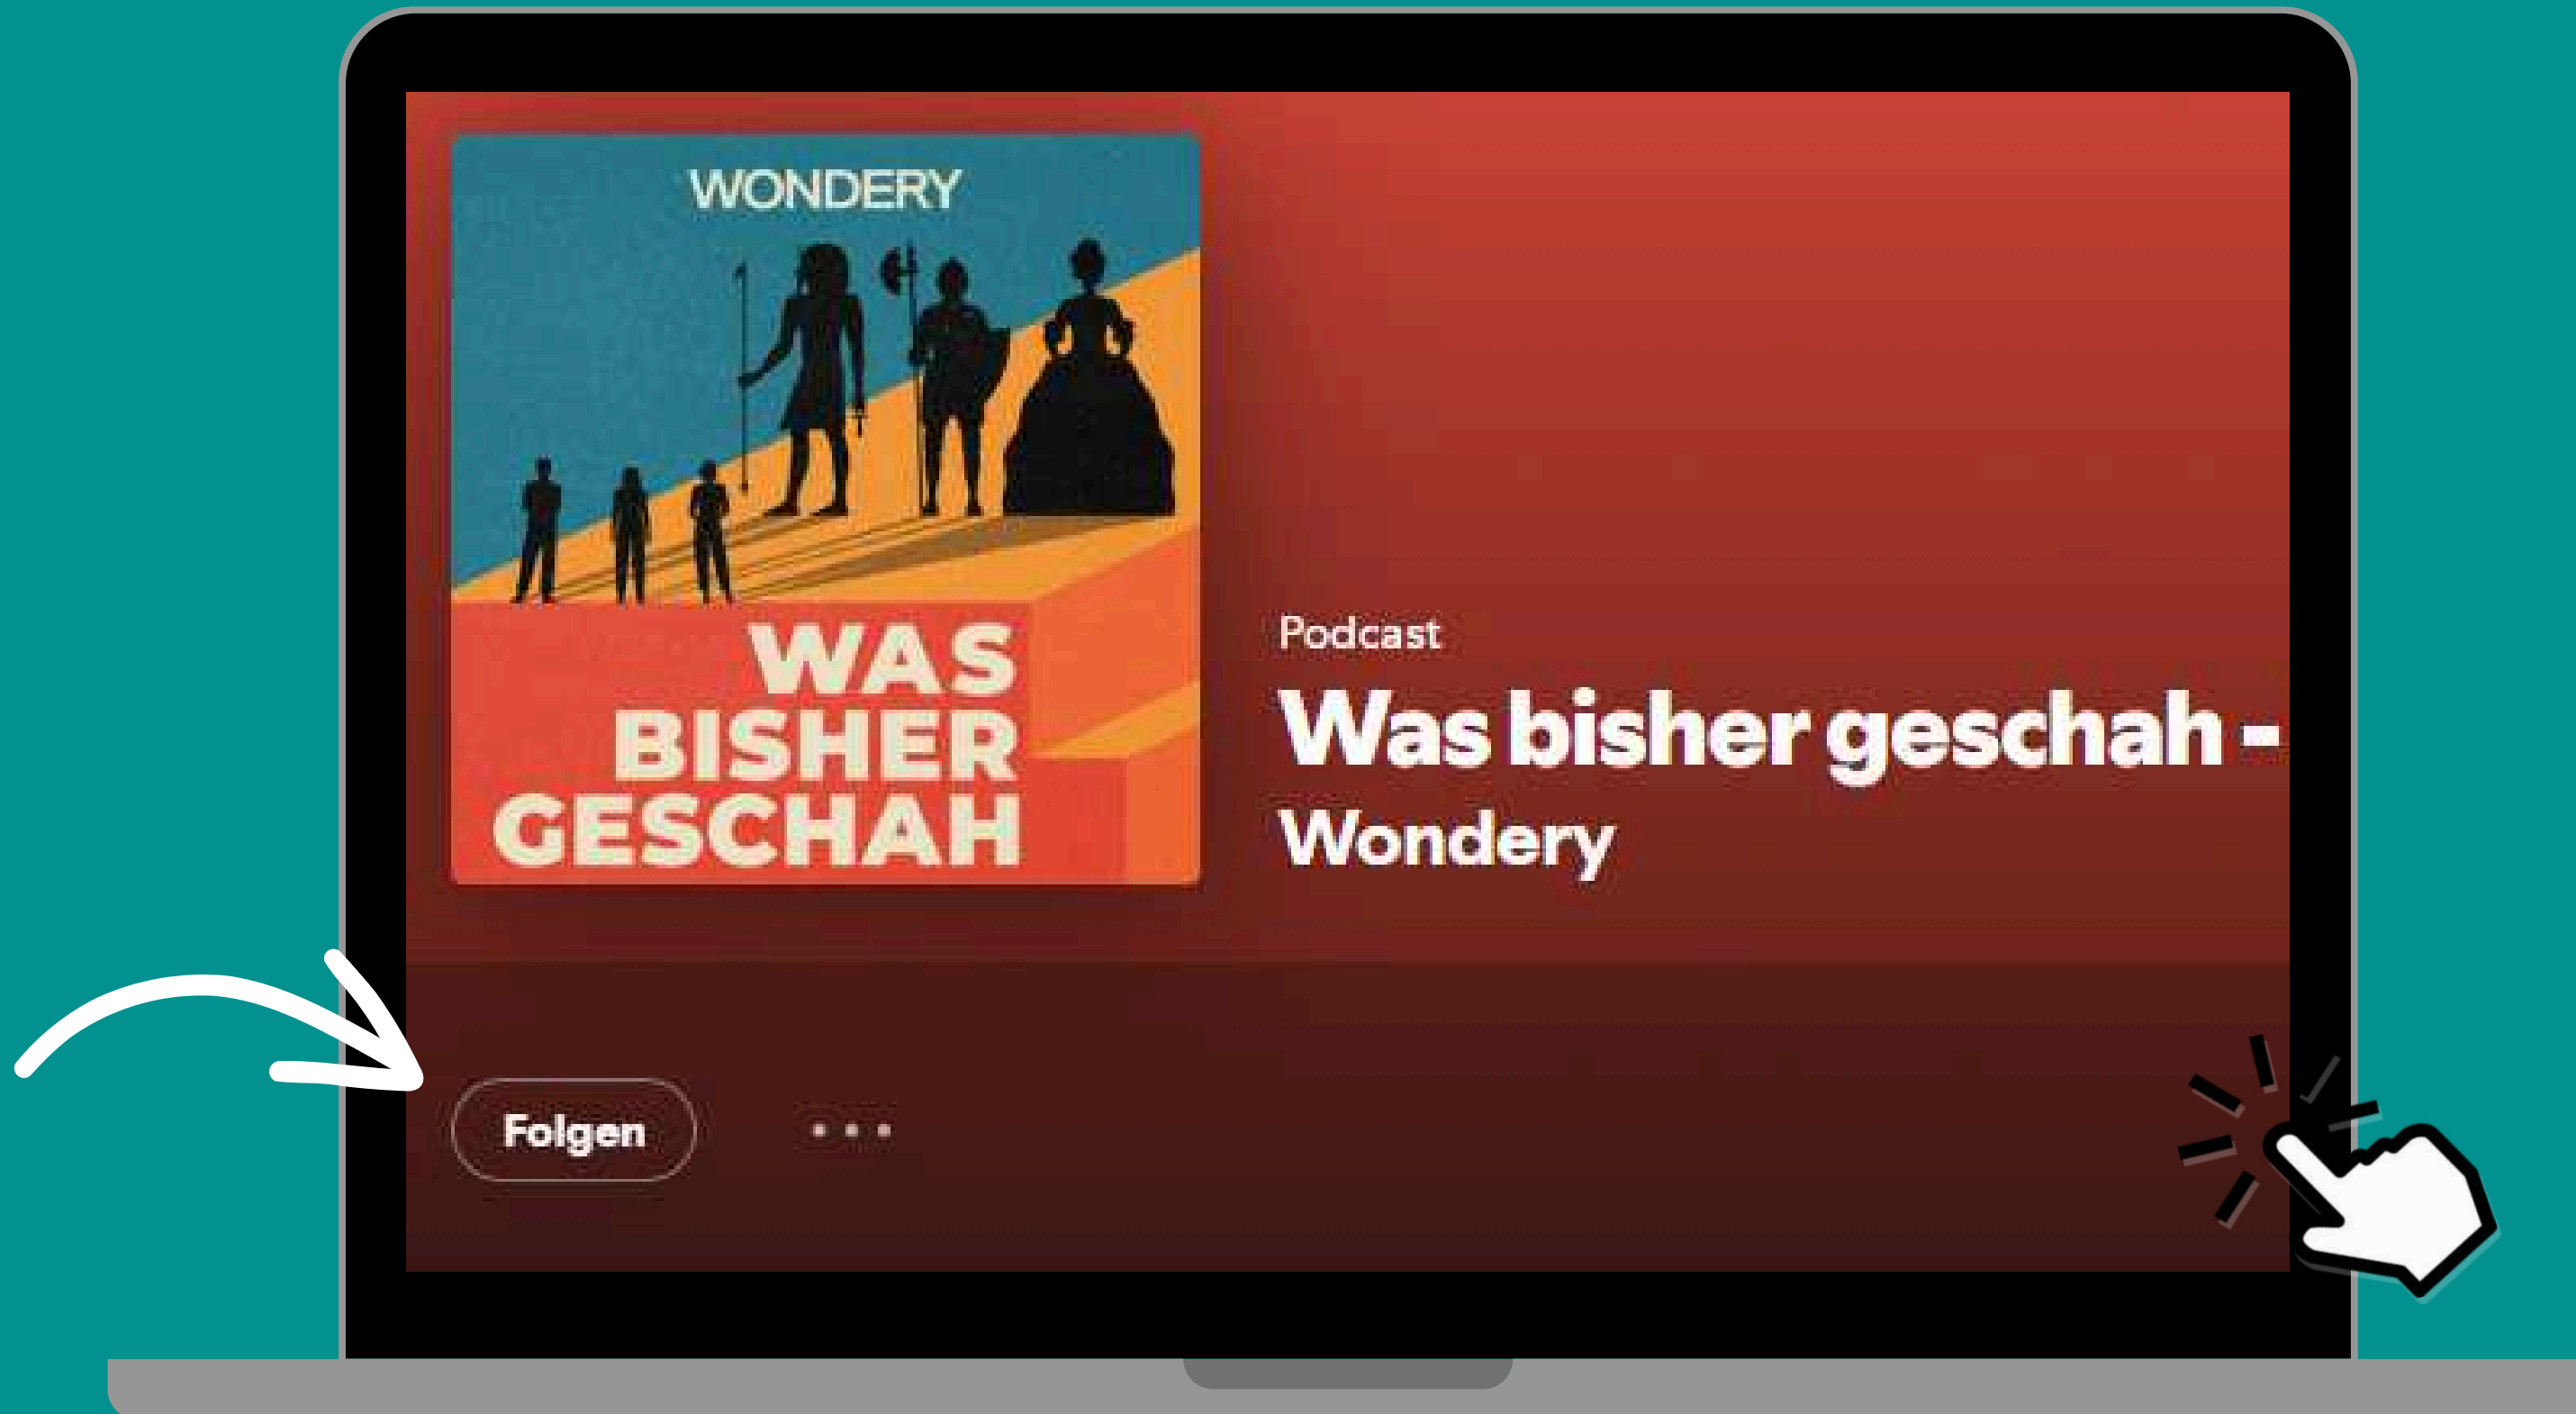 WONDERY
WAS
BISHER
GESCHAH
Podcast
Was bisher geschah -
Wondery
Folgen